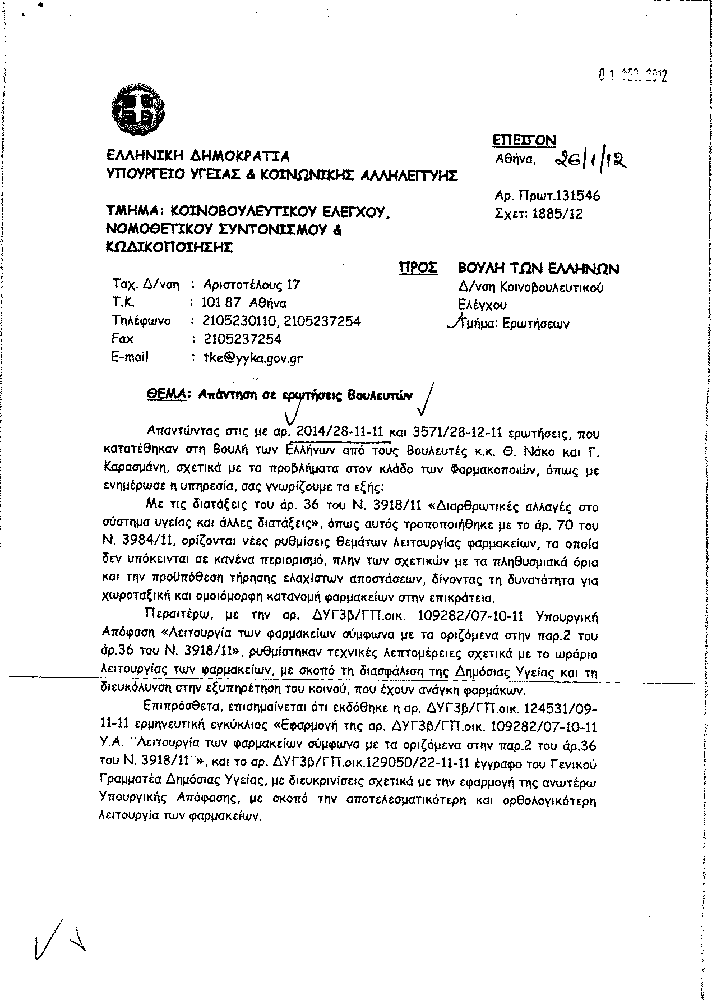 01 ΦΕΒ. 2012
ΕΠΕΙΓΟΝ
ΕΛΛΗΝΙΚΗ ΔΗΜΟΚΡΑΤΙΑ
Αθήνα, 26/1/12
ΥΠΟΥΡΓΕΙΟ ΥΓΕΙΑΣ & ΚΟΙΝΩΝΙΚΗΣ ΑΛΛΗΛΕΓΓΥΗΣ
Αρ. Πρωτ.131546
ΤΜΗΜΑ: ΚΟΙΝΟΒΟΥΛΕΥΤΙΚΟΥ ΕΛΕΓΧΟΥ,
Σχετ: 1885/12
ΝΟΜΟΘΕΤΙΚΟΥ ΣΥΝΤΟΝΙΣΜΟΥ &
ΚΩΔΙΚΟΠΟΙΗΣΗΣ
ΠΡΟΣ ΒΟΥΛΗ ΤΩΝ ΕΛΛΗΝΩΝ
Ταχ. Δ/νση : Αριστοτέλους 17
Δ/νση Κοινοβουλευτικού
Τ.Κ. : 101 87 Αθήνα
Ελέγχου
Τηλέφωνο : 2105230110, 2105237254
Τμήμα: Ερωτήσεων
Fax : 2105237254
E-mail : tke@yyka.gov.gr
ΘΕΜΑ: Απάντηση σε ερωτήσεις Βουλευτών
Απαντώντας στις με αρ. 2014/28-11-11 και 3571/28-12-11 ερωτήσεις, που
κατατέθηκαν στη Βουλή των Ελλήνων από τους Βουλευτές κ.κ. Θ. Νάκο και Γ.
Καρασμάνη, σχετικά με τα προβλήματα στον κλάδο των Φαρμακοποιών, όπως με
ενημέρωσε η υπηρεσία, σας γνωρίζουμε τα εξής:
Με τις διατάξεις του άρ. 36 του Ν. 3918/11 «Διαρθρωτικές αλλαγές στο
σύστημα υγείας και άλλες διατάξεις», όπως αυτός τροποποιήθηκε με το άρ. 70 του
Ν. 3984/11, ορίζονται νέες ρυθμίσεις θεμάτων λειτουργίας φαρμακείων, τα οποία
δεν υπόκεινται σε κανένα περιορισμό, πλην των σχετικών με τα πληθυσμιακά όρια
και την προϋπόθεση τήρησης ελαχίστων αποστάσεων, δίνοντας τη δυνατότητα για
χωροταξική και ομοιόμορφη κατανομή φαρμακείων στην επικράτεια.
Περαιτέρω, με την αρ. ΔΥΓ3β/ΓΠ.οικ. 109282/07-10-11 Υπουργική
Απόφαση «Λειτουργία των φαρμακείων σύμφωνα με τα οριζόμενα στην παρ.2 του
άρ.36 του Ν. 3918/11», ρυθμίστηκαν τεχνικές λεπτομέρειες σχετικά με το ωράριο
λειτουργίας των φαρμακείων, με σκοπό τη διασφάλιση της Δημόσιας Υγείας και τη
διευκόλυνση στην εξυπηρέτηση του κοινού, που έχουν ανάγκη φαρμάκων.
Επιπρόσθετα, επισημαίνεται ότι εκδόθηκε η αρ. ΔΥΓ3β/ΓΠ.οικ. 124531/09-
11-11 ερμηνευτική εγκύκλιος «Εφαρμογή της αρ. ΔΥΓ3β/ΓΠ.οικ. 109282/07-10-11
Υ.Α. ¨Λειτουργία των φαρμακείων σύμφωνα με τα οριζόμενα στην παρ.2 του άρ.36
του Ν. 3918/11¨», και το αρ. ΔΥΓ3β/ΓΠ.οικ.129050/22-11-11 έγγραφο του Γενικού
Γραμματέα Δημόσιας Υγείας, με διευκρινίσεις σχετικά με την εφαρμογή της ανωτέρω
Υπουργικής Απόφασης, με σκοπό την αποτελεσματικότερη και ορθολογικότερη
λειτουργία των φαρμακείων.